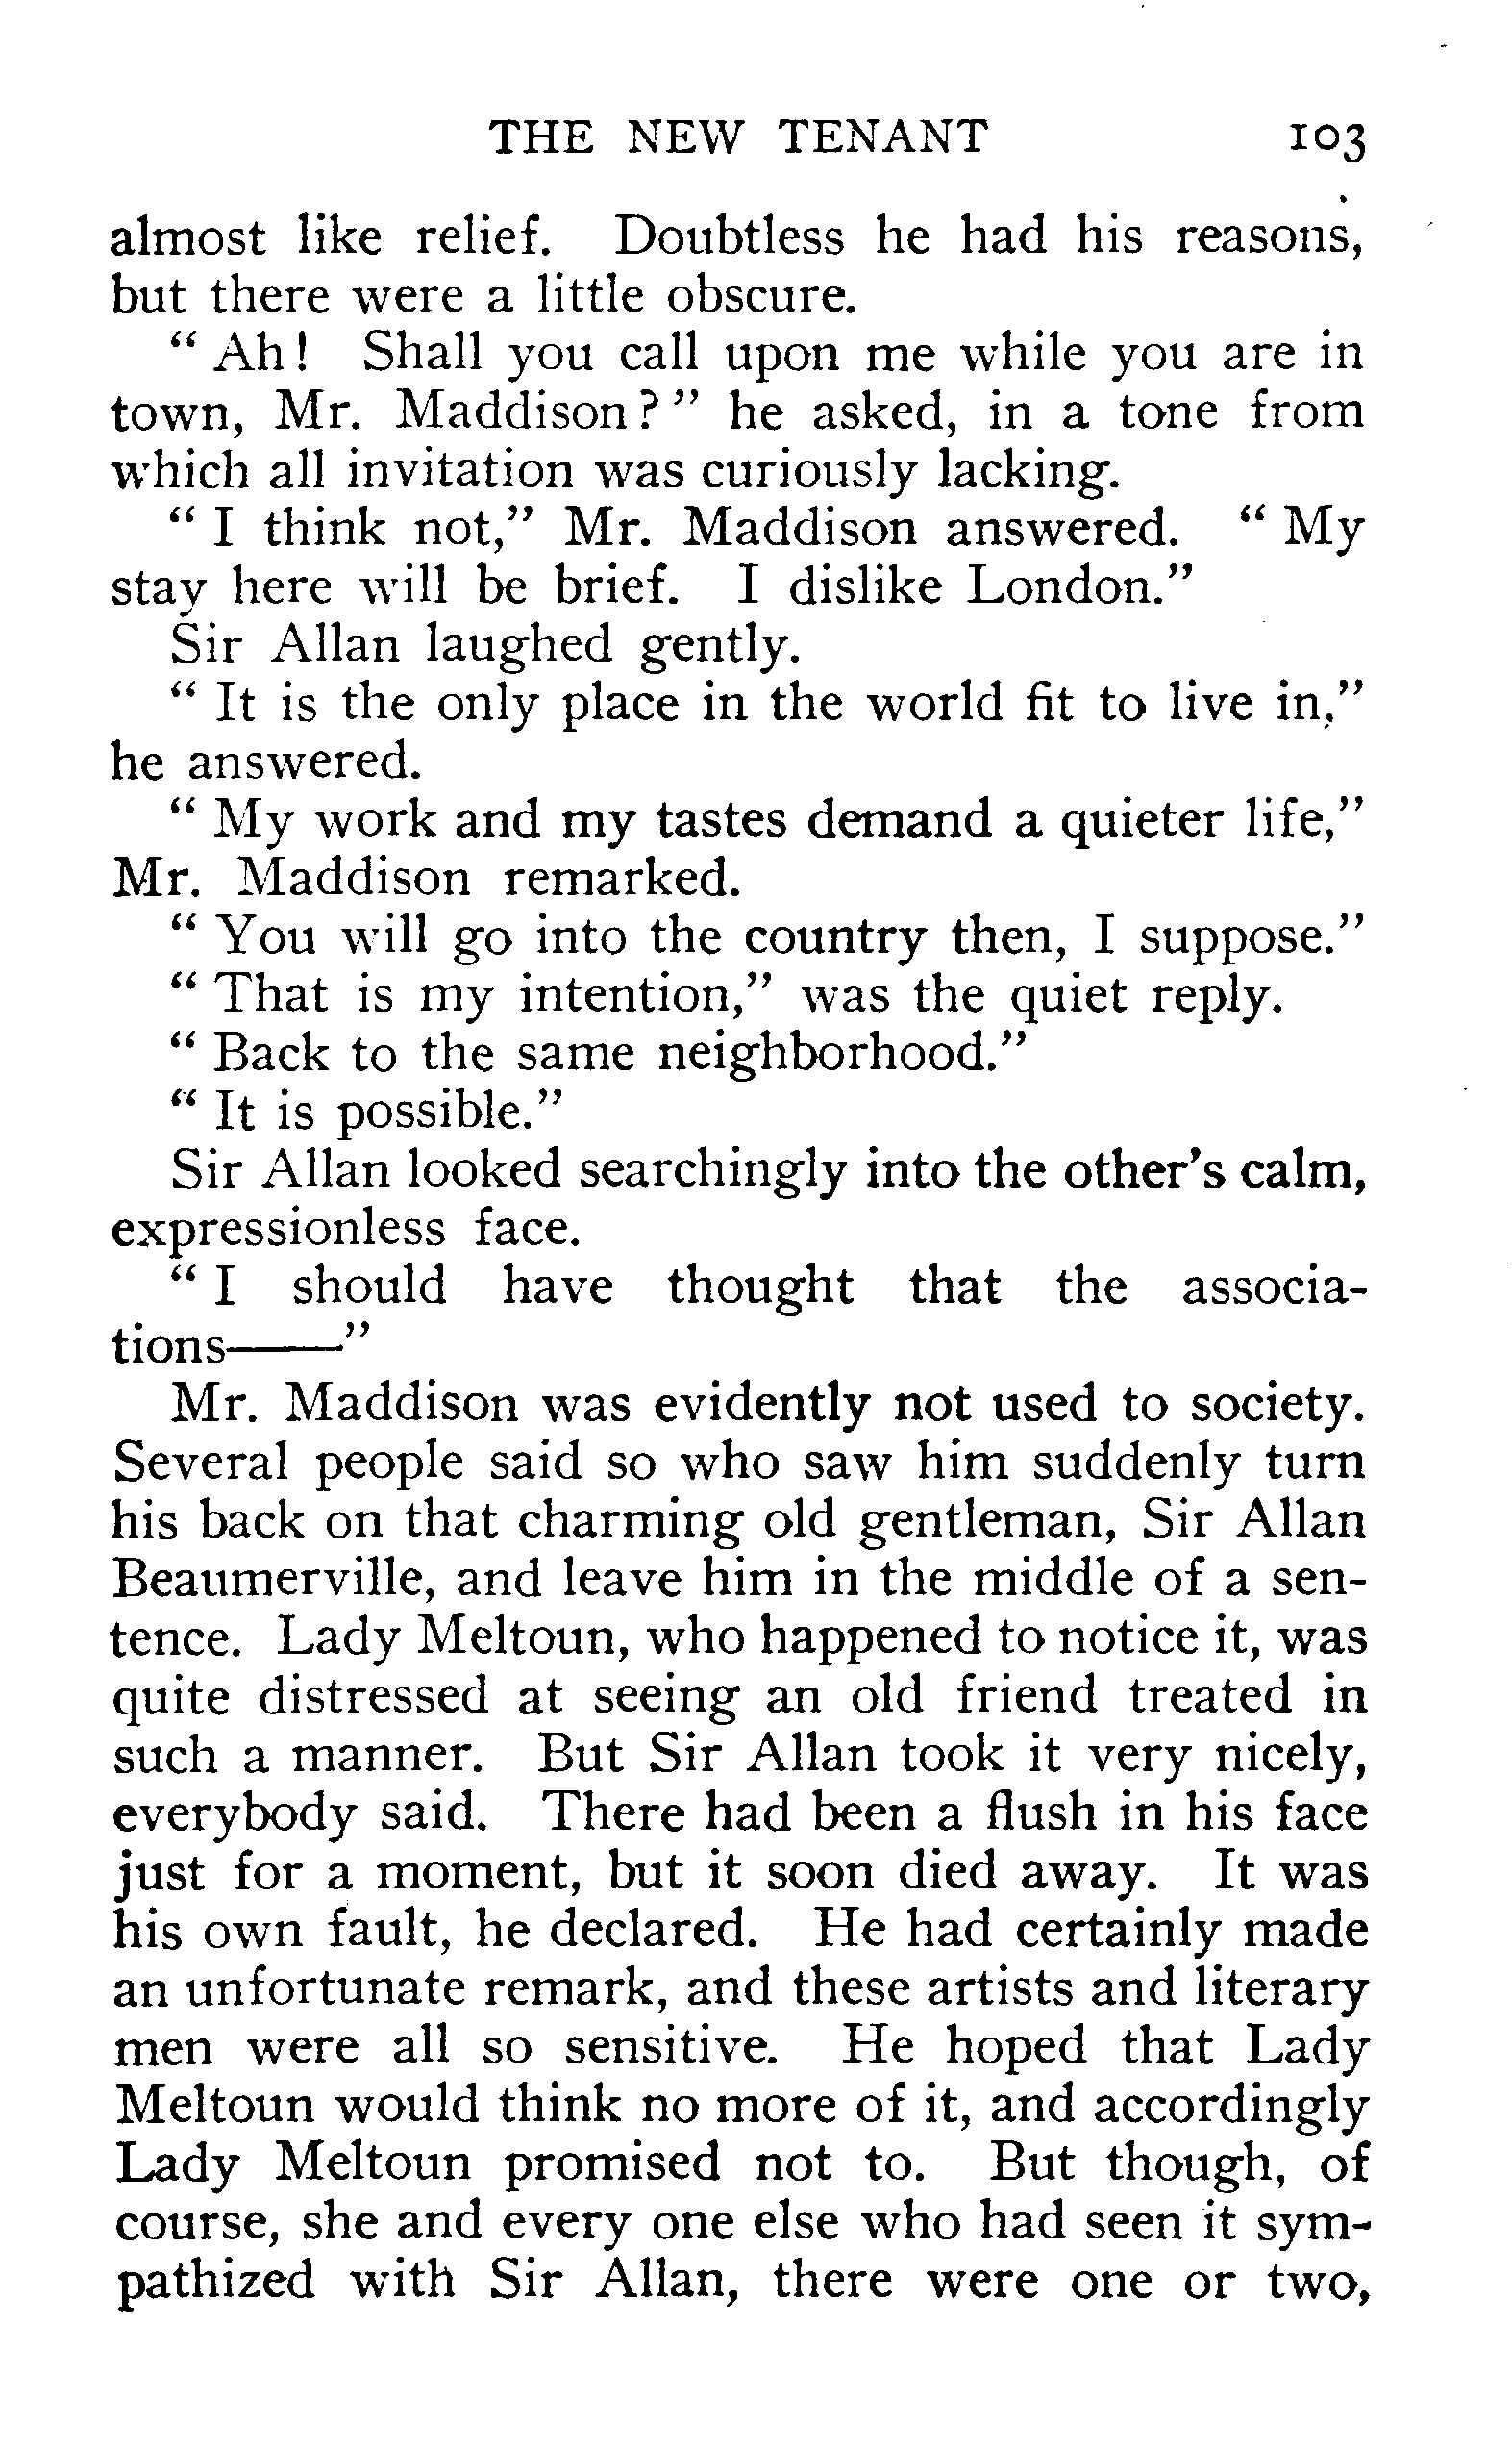 THE NEW TENANT 103
almost like relief. Doubtless he had his reasons,
but there were a little obscure.
" Ah! Shall you call upon me while you are in
town, Mr. Maddison?" he asked, in a tone from
which all invitation was curiously lacking.
" I think not," Mr. Maddison answered. " My
stay here will be brief. I dislike London."
Sir Allan laughed gently.
" It is the only place in the world fit to live in,"
he answered.
" My work and my tastes demand a quieter life,"
Mr. Maddison remarked.
" You will go into the country then, I suppose."
" That is my intention," was the quiet reply.
" Back to the same neighborhood."
" It is possible."
Sir Allan looked searchingly into the other's calm,
expressionless face.
" I should have thought that the associa-
tions——"
Mr. Maddison was evidently not used to society.
Several people said so who saw him suddenly turn
his back on that charming old gentleman, Sir Allan
Beaumerville, and leave him in the middle of a sen-
tence. Lady Meltoun, who happened to notice it, was
quite distressed at seeing an old friend treated in
such a manner. But Sir Allan took it very nicely,
everybody said. There had been a flush in his face
just for a moment, but it soon died away. It was
his own fault, he declared. He had certainly made
an unfortunate remark, and these artists and literary
men were all so sensitive. He hoped that Lady
Meltoun would think no more of it, and accordingly
Lady Meltoun promised not to. But though, of
course, she and every one else who had seen it sym-
pathized with Sir Allan, there were one or two,